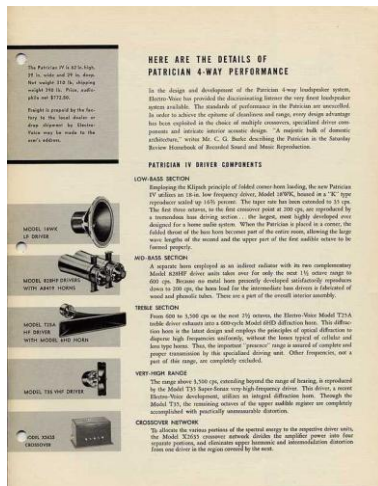 The Patrician IV is 62 in. high,
39 in. wide and 29 in. deep.
Net weight 318 lb, shipping
weight 398 lb. Price, audio-
phile net $772.80.
Freight is prepaid by the fac-
tory to the local dealer or
drop shipment by Electro-
Voice may be made to the
user's address.
HERE ARE THE DETAILS OF
PATRICIAN 4-WAY PERFORMANCE
In the design and development of the Patrician 4-way loudspeaker system,
Electro-Voice has provided the discriminating listener the very finest loudspeaker
system available. The standards of performance in the Patrician are unexcelled.
In order to achieve the epitome of cleanliness and range, every design advantage
has been exploited in the choice of multiple crossovers, specialized driver com-
ponents and intricate interior acoustic design. "A majestic bulk of domestic
architecture," writes Mr. C. G. Burke describing the Patrician in the Saturday
Review Homebook of Recorded Sound and Music Reproduction.
PATRICIAN IV DRIVER COMPONENTS
LOW-BASS SECTION
Employing the Klipsch principle of folded corner-horn loading, the new Patrician
IV utilizes an 18-in. low frequency driver, Model 18WK, housed in a "K" type
reproducer scaled up 16⅔ percent. The taper rate has been extended to 35 cps.
The first three octaves, to the first crossover point at 200 cps, are reproduced by
a tremendous bass driving section ... the largest, most highly developed ever
designed for a home audio system. When the Patrician is placed in a corner, the
folded throat of the bass horn becomes part of the entire room, allowing the large
wave lengths of the second and the upper part of the first audible octave to be
formed properly.
MID-BASS SECTION
A separate horn employed as an indirect radiator with its two complementary
Model 828HF driver units takes over for only the next 1½ octave range to
600 cps. Because no metal horn presently developed satisfactorily reproduces
down to 200 cps, the horn load for the intermediate bass drivers is fabricated of
wood and phenolic tubes. These are a part of the overall interior assembly.
TREBLE SECTION
From 600 to 3,500 cps in the next 2½ octaves, the Electro-Voice Model T25A
treble driver exhausts into a 600-cycle Model 6HD diffraction horn. This diffrac-
tion horn is the latest design and employs the principles of optical diffraction to
disperse high frequencies uniformly, without the losses typical of cellular and
lens type horns. Thus, the important "presence" range is assured of complete and
proper transmission by this specialized driving unit. Other frequencies, not a
part of this range, are completely excluded.
VERY-HIGH RANGE
The range above 3,500 cps, extending beyond the range of hearing, is reproduced
by the Model T35 Super-Sonax very-high-frequency driver. This driver, a recent
Electro-Voice development, utilizes an integral diffraction horn. Through the
Model T35, the remaining octaves of the upper audible register are completely
accomplished with practically unmeasurable distortion.
CROSSOVER NETWORK
To allocate the various portions of the spectral energy to the respective driver units,
the Model X2635 crossover network divides the amplifier power into four
separate portions, and eliminates upper harmonic and intermodulation distortion
from one driver in the region covered by the next.
MODEL 18WK
LF DRIVER
MODEL 828HF DRIVERS
WITH A8419 HORNS
MODEL T25A
HF DRIVER
WITH MODEL 6HD HORN
MODEL T35 VHF DRIVER
MODEL X2635
CROSSOVER